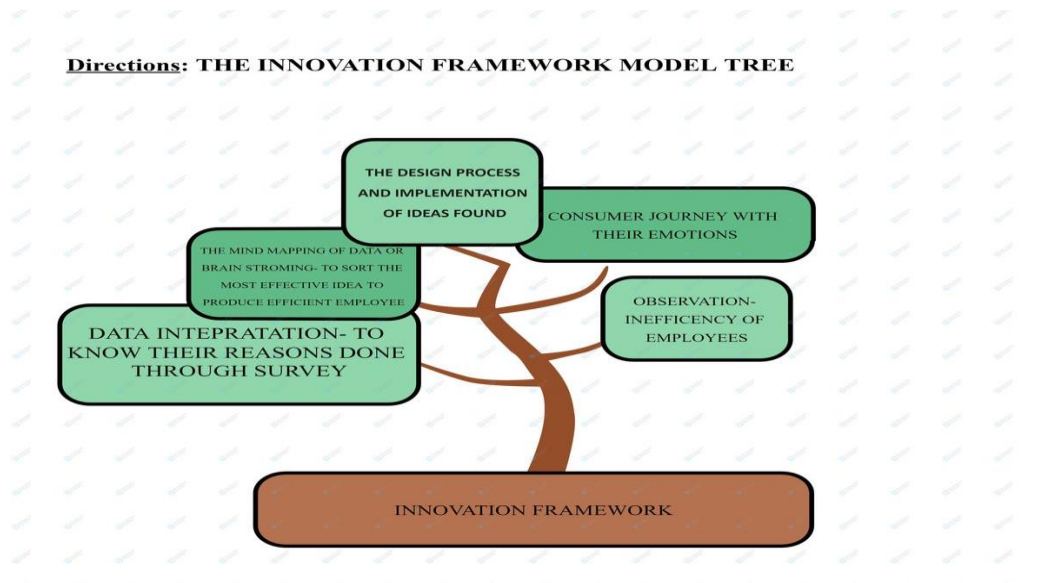 Directions: THE INNOVATION FRAMEWORK MODEL TREE
THE DESIGN PROCESS
AND IMPLEMENTATION
OF IDEAS FOUND
CONSUMER JOURNEY WITH
THEIR EMOTIONS
THE MIND MAPPING OF DATA OR
BRAIN STROMING- TO SORT THE
MOST EFFECTIVE IDEA TO
PRODUCE EFFICIENT EMPLOYEE
OBSERVATION-
INEFFICENCY OF
EMPLOYEES
DATA INTEPRATATION- TO
KNOW THEIR REASONS DONE
THROUGH SURVEY
INNOVATION FRAMEWORK